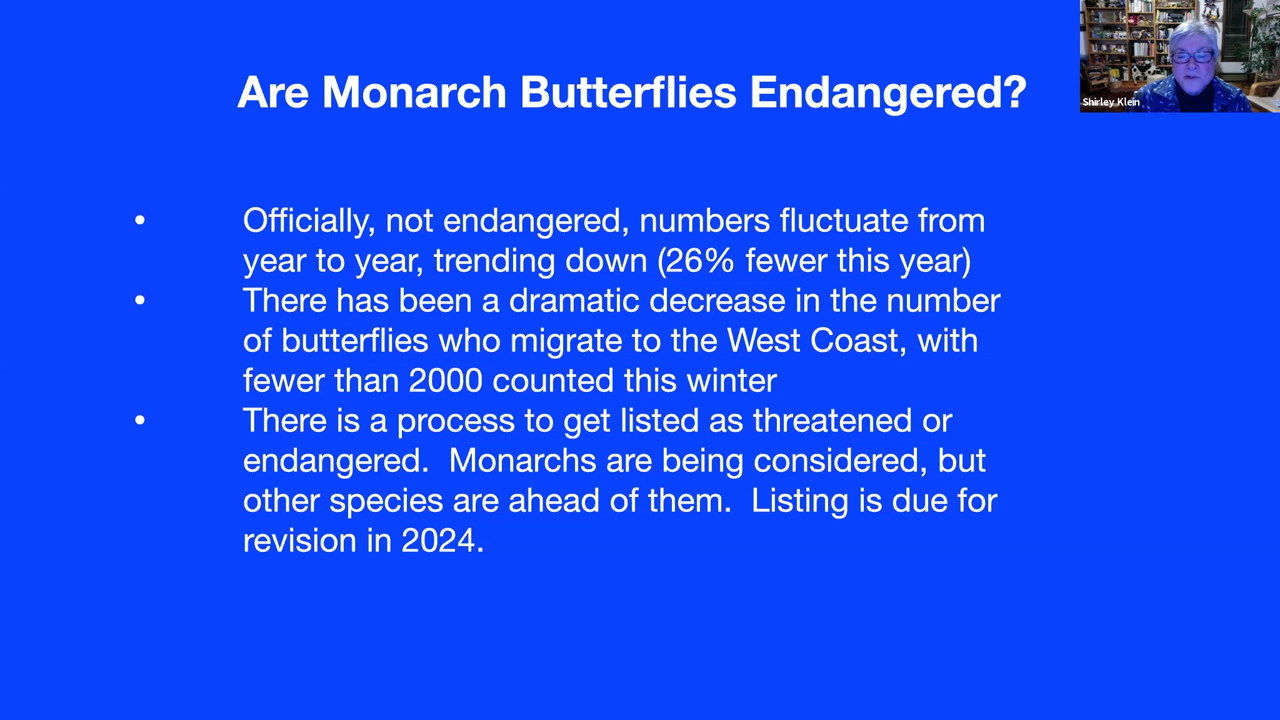 Are Monarch Butterflies Endangered?
Shirley Klein
• Officially, not endangered, numbers fluctuate from
year to year, trending down (26% fewer this year)
• There has been a dramatic decrease in the number
of butterflies who migrate to the West Coast, with
fewer than 2000 counted this winter
• There is a process to get listed as threatened or
endangered.  Monarchs are being considered, but
other species are ahead of them.  Listing is due for
revision in 2024.